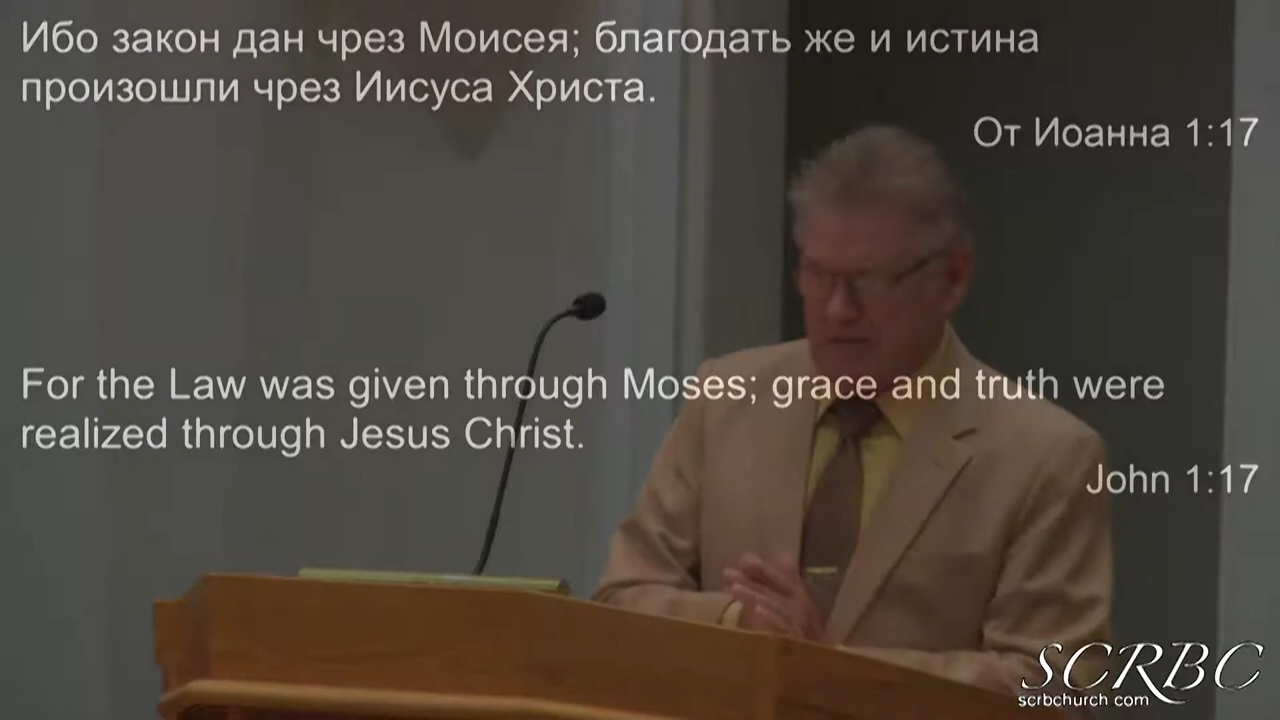 Ибо закон дан чрез Моисея; благодать же и истина
произошли чрез Иисуса Христа.
От Иоанна 1:17
For the Law was given through Moses; grace and truth were
realized through Jesus Christ.
John 1:17
SCRBC
scrbchurch com